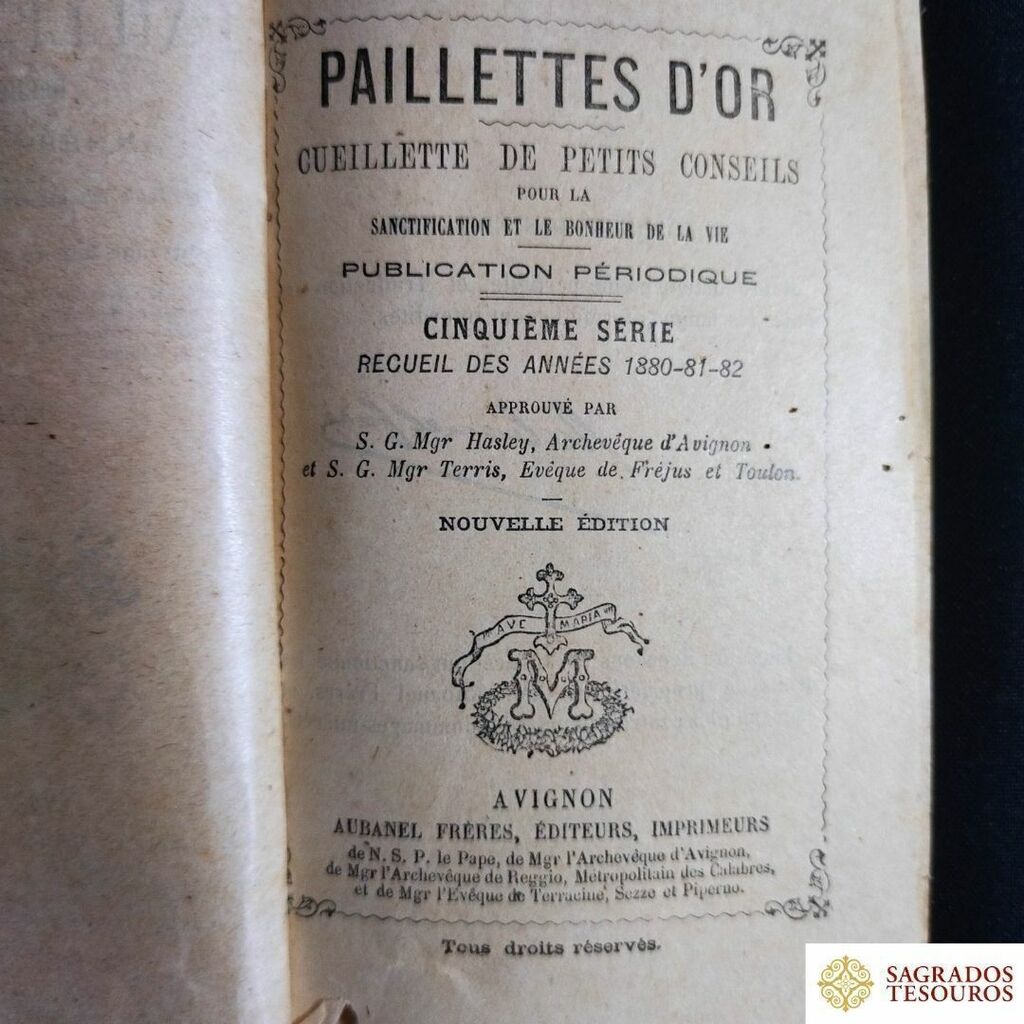 PAILLETTES D'OR
CUEILLETTE DE PETITS CONSEILS
POUR LA
SANCTIFICATION ET LE BONHEUR DE LA VIE
PUBLICATION PÉRIODIQUE
CINQUIÈME SÉRIE
RECUEIL DES ANNÉES 1880-81-82
APPROUVÉ PAR
S. G. Mgr Hasley, Archevêque d'Avignon
et S. G. Mgr Terris, Evêque de Fréjus et Toulon.
NOUVELLE ÉDITION
AVE MARIA
M
AVIGNON
AUBANEL FRÈRES, ÉDITEURS, IMPRIMEURS
de N. S. P. le Pape, de Mgr l'Archevêque d'Avignon,
de Mgr l'Archevêque de Reggio, Métropolitain des Calabres,
et de Mgr l'Evêque de Terracine, Sezze et Piperno.
Tous droits réservés.
SAGRADOS
TESOUROS